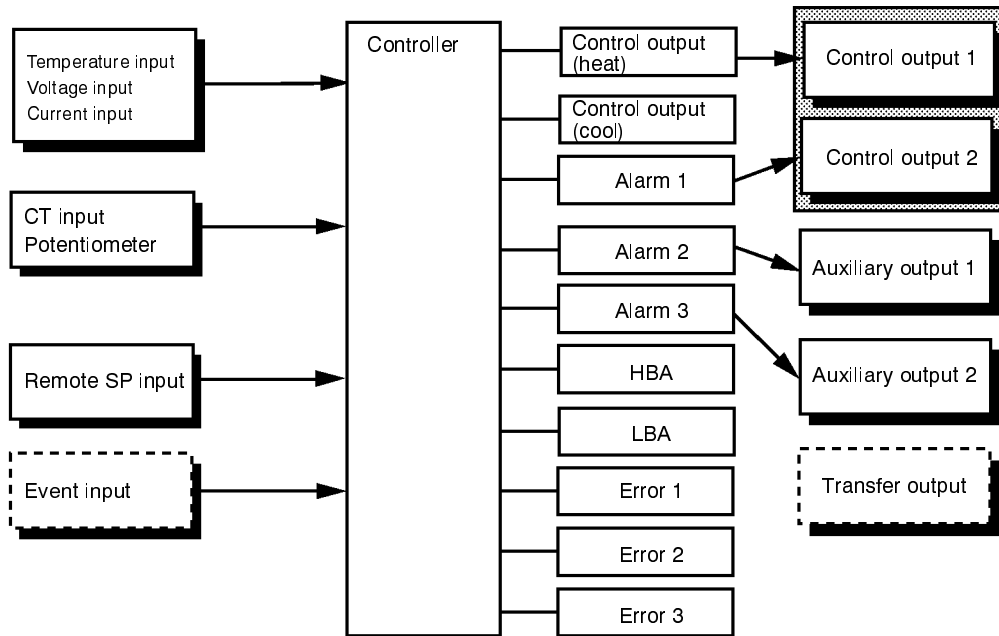 Temperature input
Voltage input
Current input
CT input
Potentiometer
Remote SP input
Event input
Controller
Control output
(heat)
Control output
(cool)
Alarm 1
Alarm 2
Alarm 3
HBA
LBA
Error 1
Error 2
Error 3
Control output 1
Control output 2
Auxiliary output 1
Auxiliary output 2
Transfer output